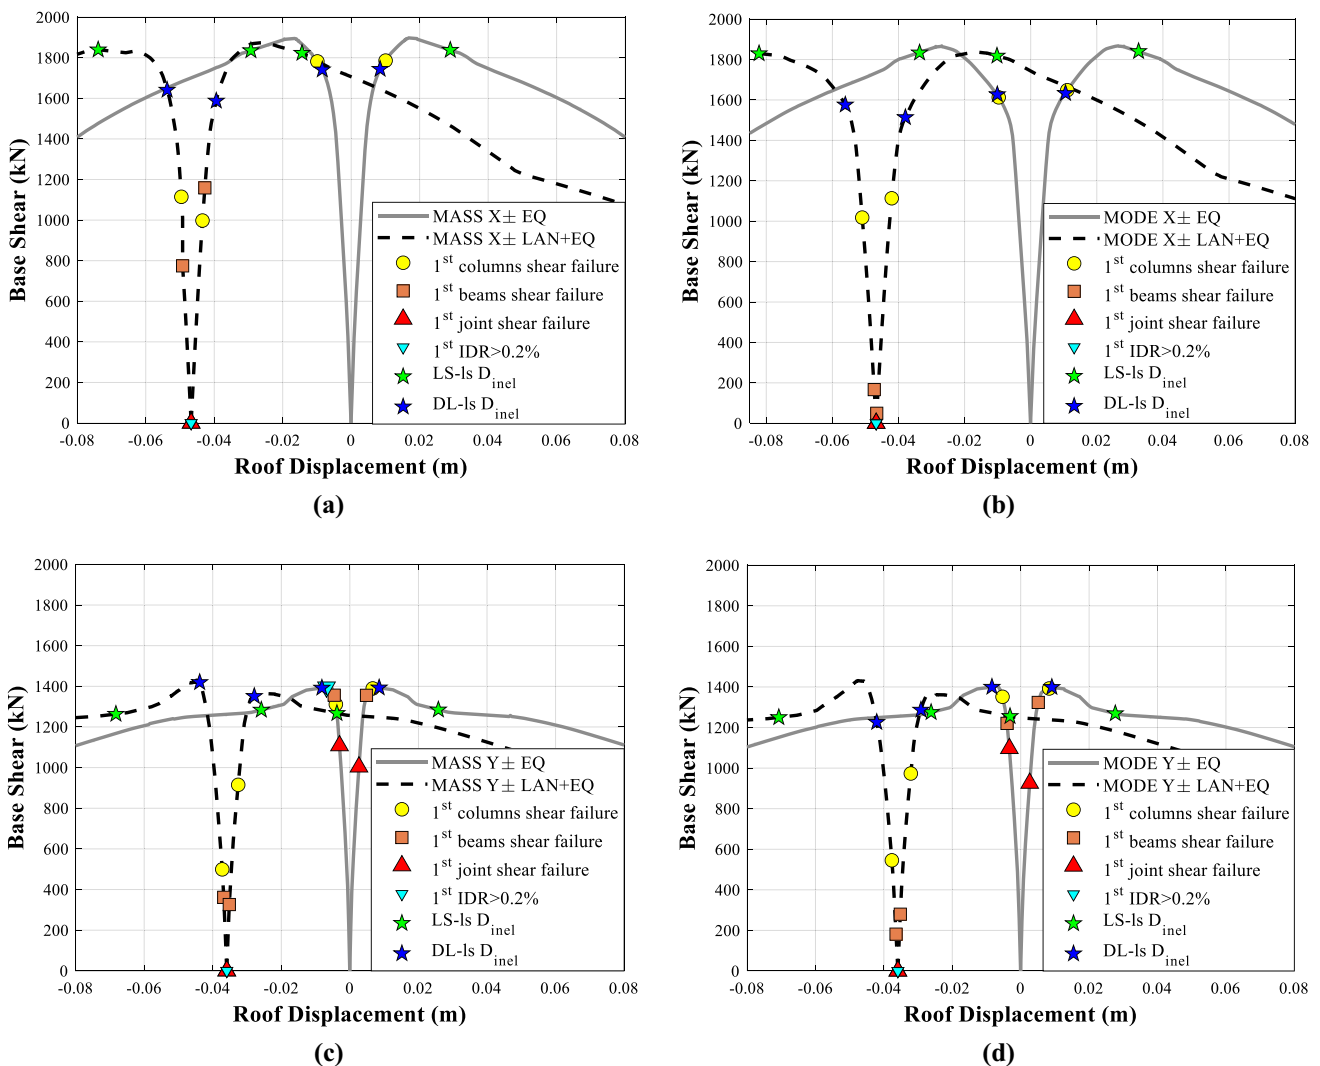 2000
1800
1600
1400
1200
1000
800
600
400
200
0
Base Shear (kN)
MASS X± EQ
MASS X± LAN+EQ
1st columns shear failure
1st beams shear failure
1st joint shear failure
1st IDR>0.2%
LS-ls Dinel
DL-ls Dinel
-0.08 -0.06 -0.04 -0.02 0 0.02 0.04 0.06 0.08
Roof Displacement (m)
(a)
2000
1800
1600
1400
1200
1000
800
600
400
200
0
Base Shear (kN)
MODE X± EQ
MODE X± LAN+EQ
1st columns shear failure
1st beams shear failure
1st joint shear failure
1st IDR>0.2%
LS-ls Dinel
DL-ls Dinel
-0.08 -0.06 -0.04 -0.02 0 0.02 0.04 0.06 0.08
Roof Displacement (m)
(b)
2000
1800
1600
1400
1200
1000
800
600
400
200
0
Base Shear (kN)
MASS Y± EQ
MASS Y± LAN+EQ
1st columns shear failure
1st beams shear failure
1st joint shear failure
1st IDR>0.2%
LS-ls Dinel
DL-ls Dinel
-0.08 -0.06 -0.04 -0.02 0 0.02 0.04 0.06 0.08
Roof Displacement (m)
(c)
2000
1800
1600
1400
1200
1000
800
600
400
200
0
Base Shear (kN)
MODE Y± EQ
MODE Y± LAN+EQ
1st columns shear failure
1st beams shear failure
1st joint shear failure
1st IDR>0.2%
LS-ls Dinel
DL-ls Dinel
-0.08 -0.06 -0.04 -0.02 0 0.02 0.04 0.06 0.08
Roof Displacement (m)
(d)